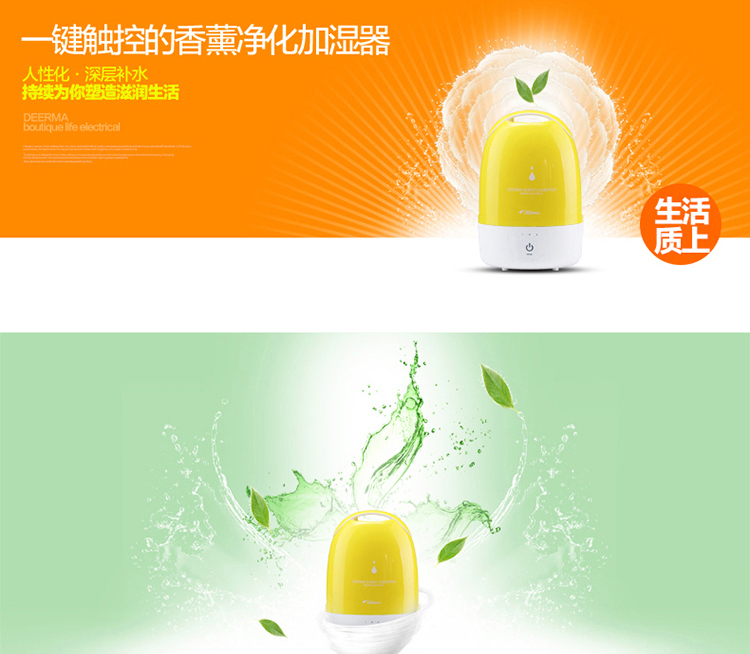 一键触控的香薰净化加湿器
人性化·深层补水
持续为你塑造滋润生活
DEERMA
boutique life electrical
生活
质上